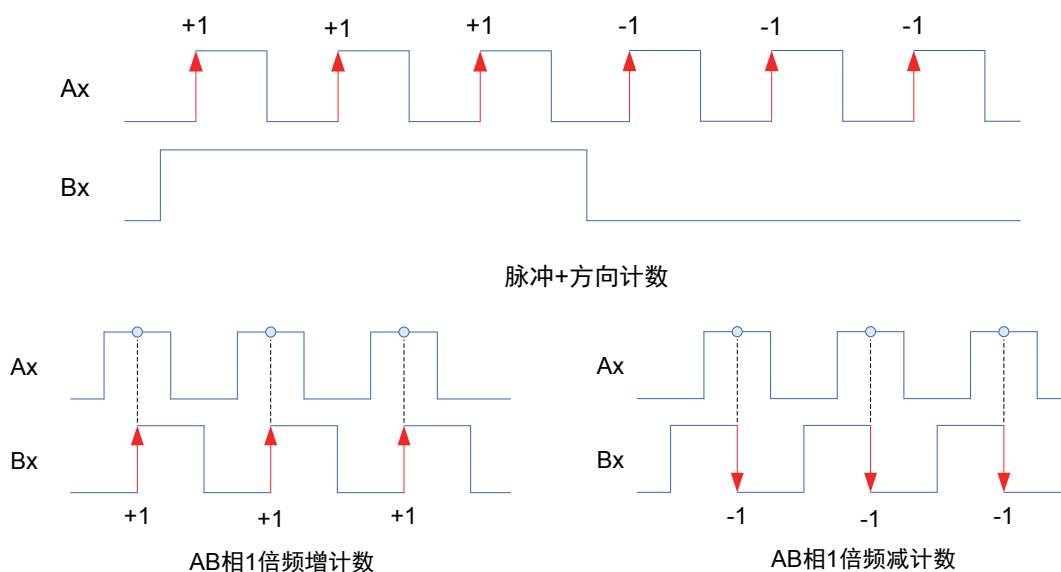 +1 +1 +1 -1 -1 -1
Ax
Bx
脉冲+方向计数
Ax Ax
Bx Bx
+1 +1 +1 -1 -1 -1
AB相1倍频增计数 AB相1倍频减计数